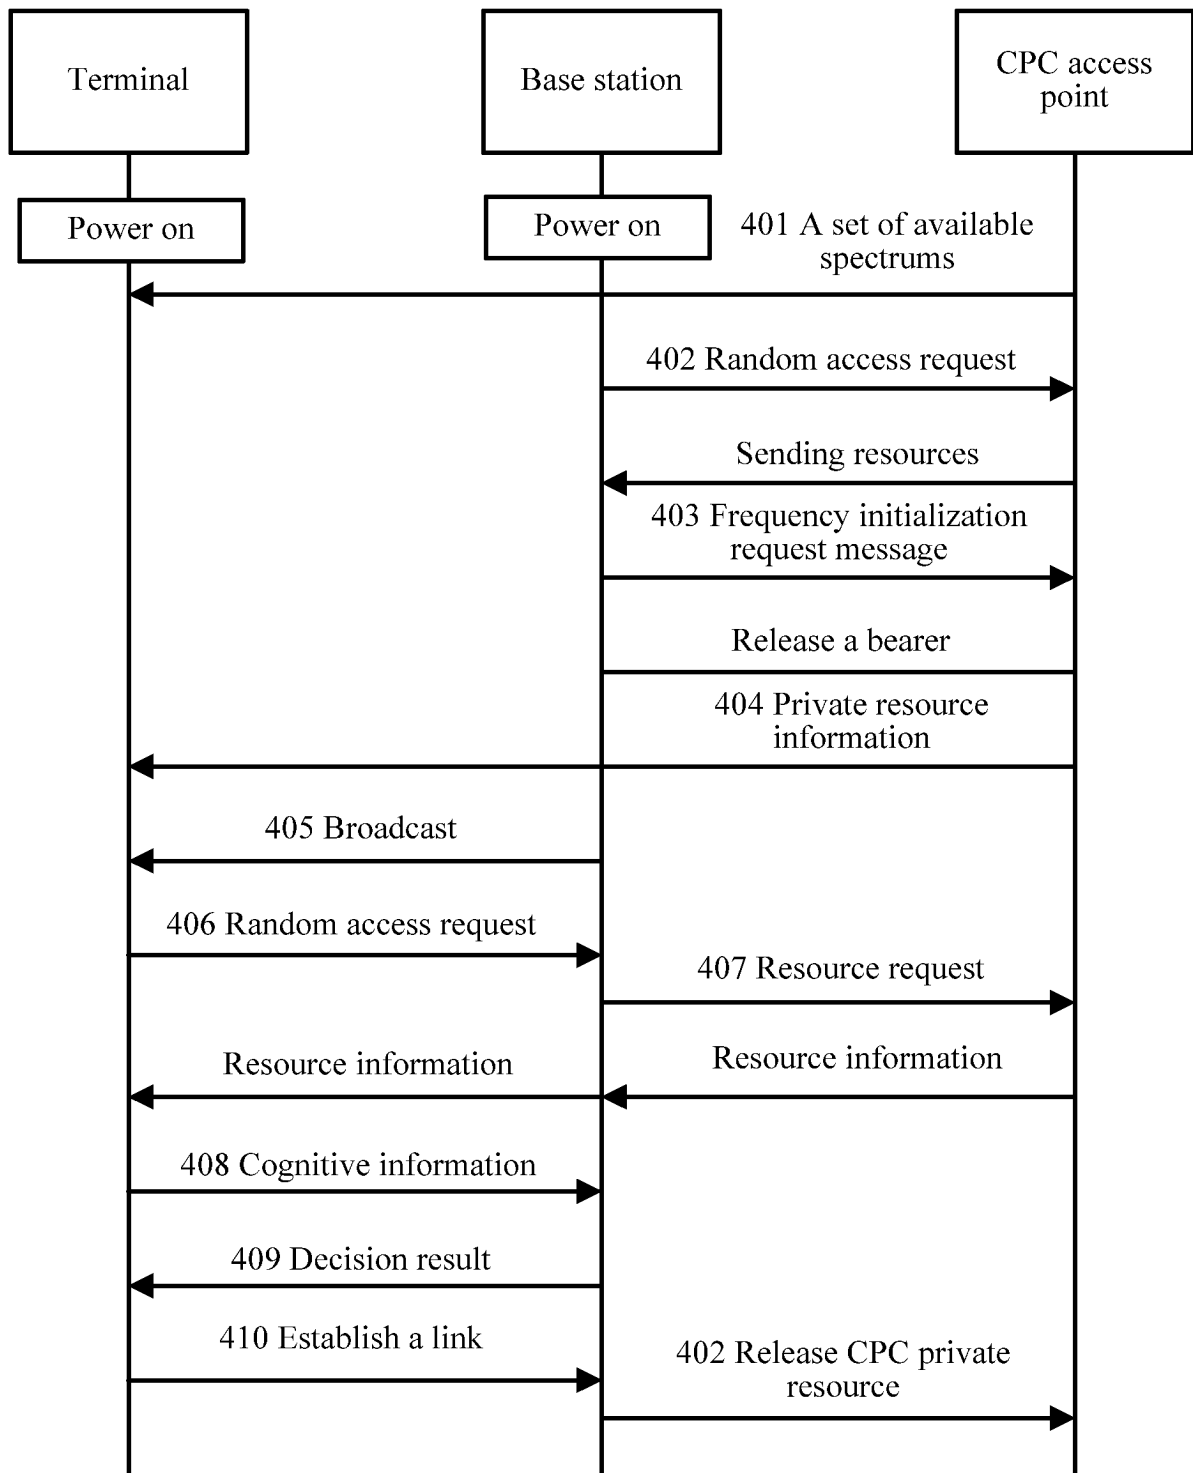 Terminal
Base station
CPC access
point
Power on
Power on
401 A set of available
spectrums
402 Random access request
Sending resources
403 Frequency initialization
request message
Release a bearer
404 Private resource
information
405 Broadcast
406 Random access request
407 Resource request
Resource information
Resource information
408 Cognitive information
409 Decision result
410 Establish a link
402 Release CPC private
resource